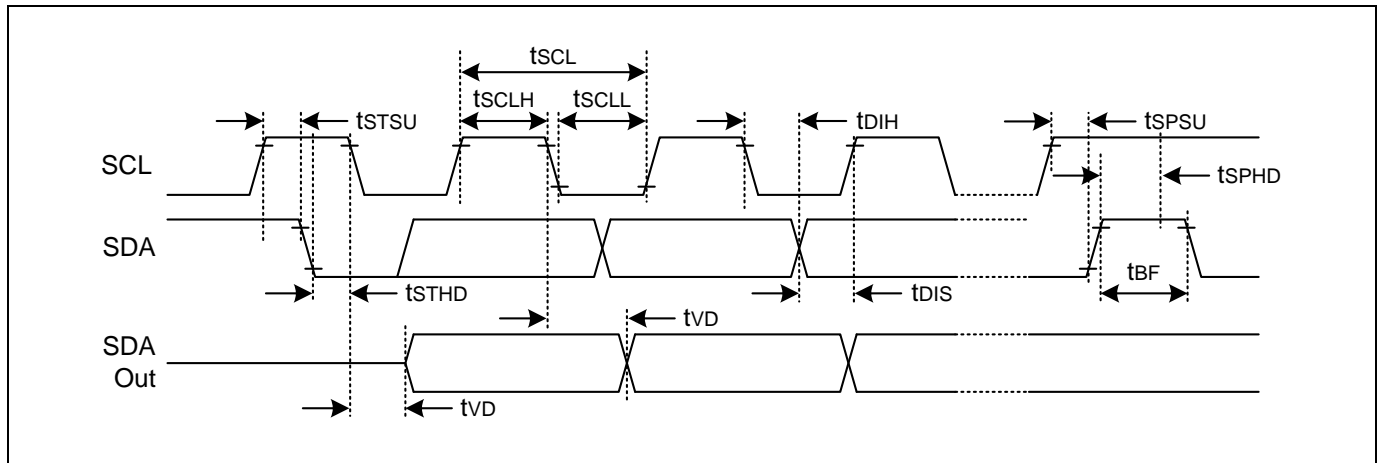 tSCL
tSCLH
tSCLL
tSTSU
tDIH
tSPSU
SCL
tSPHD
SDA
tBF
tSTHD
tDIS
tVD
SDA
Out
tVD